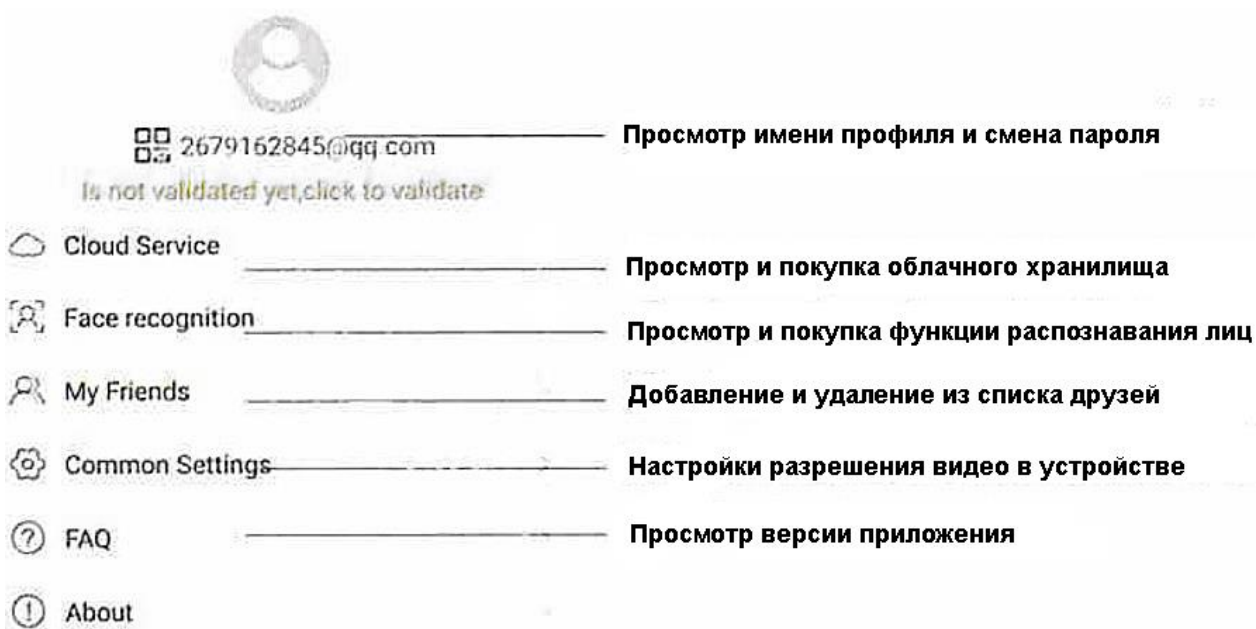 2679162845@qq com
Просмотр имени профиля и смена пароля
Is not validated yet,click to validate
Cloud Service
Просмотр и покупка облачного хранилища
Face recognition
Просмотр и покупка функции распознавания лиц
My Friends
Добавление и удаление из списка друзей
Common Settings
Настройки разрешения видео в устройстве
FAQ
Просмотр версии приложения
About